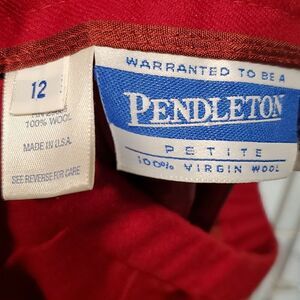 12
100% WOOL
MADE IN U.S.A.
SEE REVERSE FOR CARE
WARRANTED TO BE A
PENDLETON
PETITE
100% VIRGIN WOOL